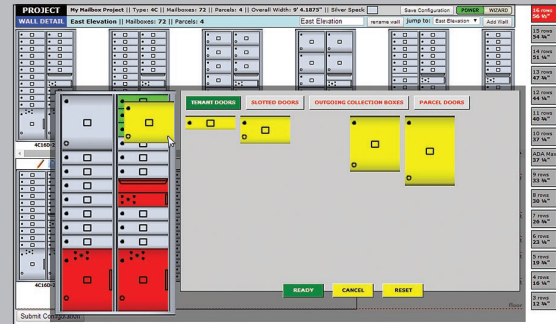 PROJECT My Mailbox Project || Type: 4C || Mailboxes: 72 || Parcels: 4 || Overall Width: 9' 4.1875" || Silver Speck Save Configuration POWER WIZARD
WALL DETAIL East Elevation || Mailboxes: 72 || Parcels: 4 East Elevation rename wall Jump to: East Elevation Add Wall
16 rows
56 ¾"
15 rows
54 ¾"
14 rows
51 ¼"
13 rows
47 ¾"
12 rows
44 ¼"
11 rows
40 ¾"
10 rows
37 ¼"
ADA Max
37 ¼"
9 rows
33 ¾"
8 rows
30 ¼"
7 rows
26 ¾"
6 rows
23 ¼"
5 rows
19 ¾"
4 rows
16 ¼"
3 rows
12 ¾"
TENANT DOORS SLOTTED DOORS OUTGOING COLLECTION BOXES PARCEL DOORS
READY CANCEL RESET
Submit Configuration